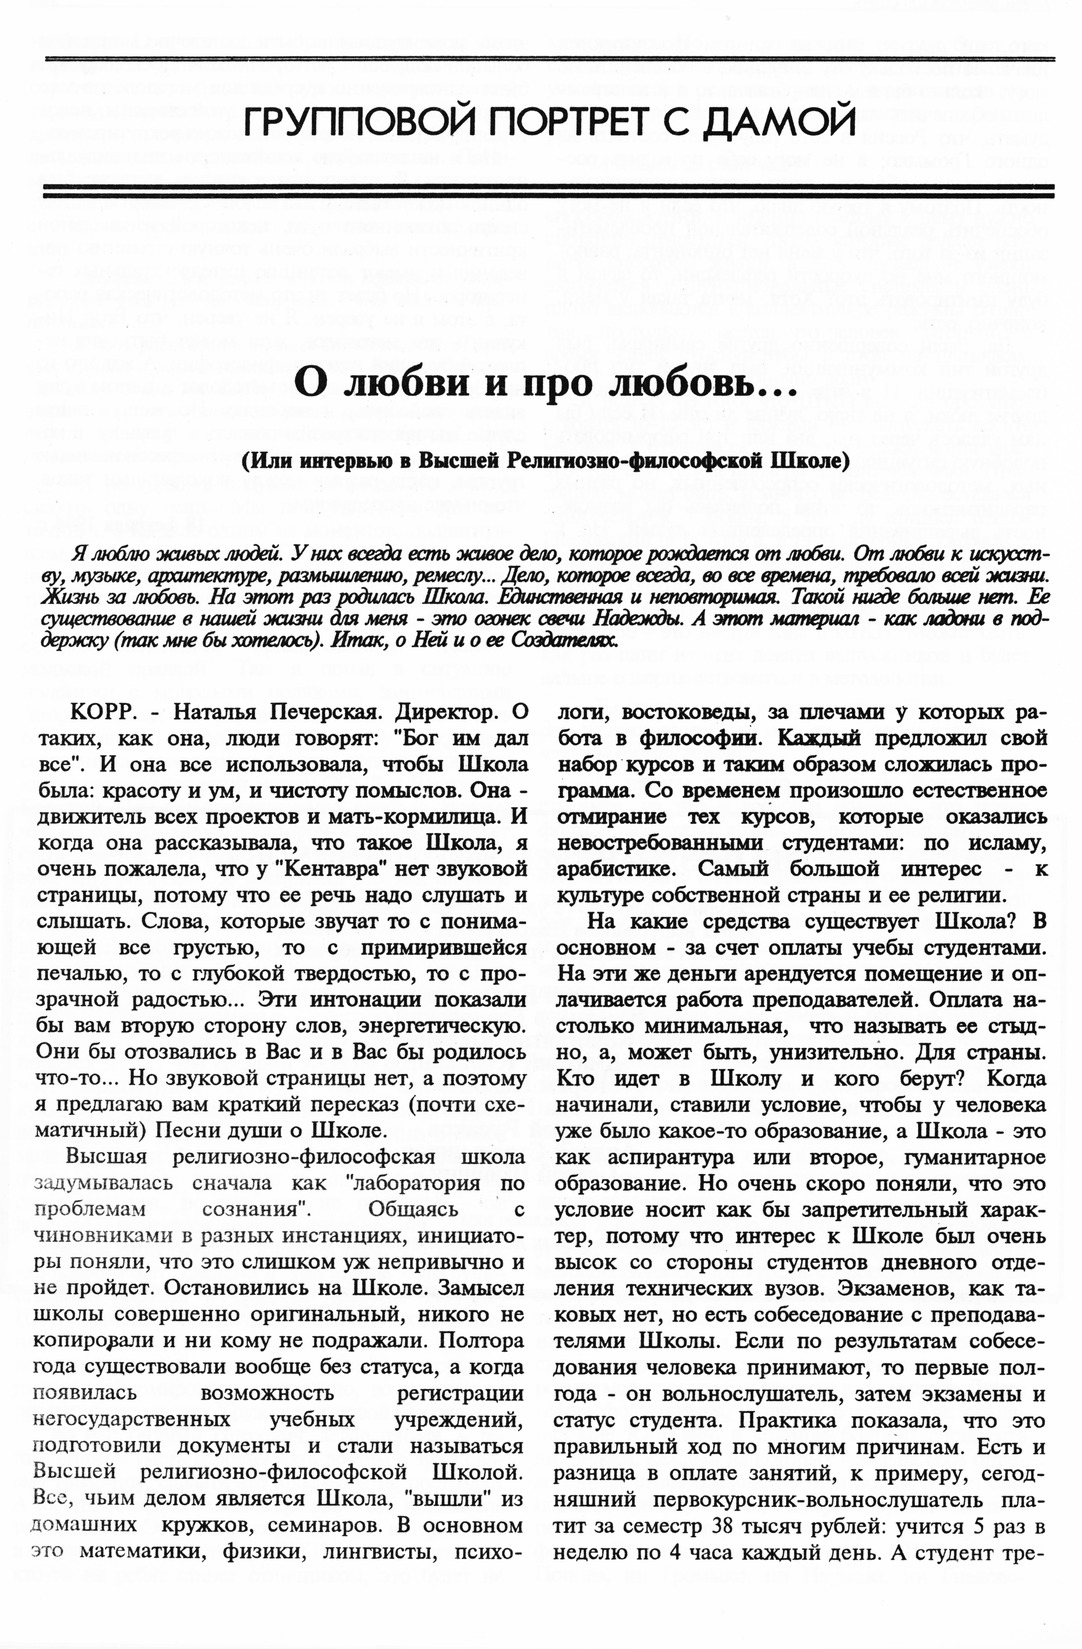 ГРУППОВОЙ ПОРТРЕТ С ДАМОЙ
О любви и про любовь...
(Или интервью в Высшей Религиозно-философской Школе)
Я люблю живых людей. У них всегда есть живое дело, которое рождается от любви. От любви к искусст-
ву, музыке, архитектуре, размышлению, ремеслу... Дело, которое всегда, во все времена, требовало всей жизни.
Жизнь за любовь. На этот раз родилась Школа. Единственная и неповторимая. Такой нигде больше нет. Ее
существование в нашей жизни для меня - это огонек свечи Надежды. А этот материал - как ладони в под-
держку (так мне бы хотелось). Итак, о Ней и о ее Создателях.
КОРР. - Наталья Печерская. Директор. О
таких, как она, люди говорят: "Бог им дал
все". И она все использовала, чтобы Школа
была: красоту и ум, и чистоту помыслов. Она -
движитель всех проектов и мать-кормилица. И
когда она рассказывала, что такое Школа, я
очень пожалела, что у "Кентавра" нет звуковой
страницы, потому что ее речь надо слушать и
слышать. Слова, которые звучат то с понима-
ющей все грустью, то с примирившейся
печалью, то с глубокой твердостью, то с про-
зрачной радостью... Эти интонации показали
бы вам вторую сторону слов, энергетическую.
Они бы отозвались в Вас и в Вас бы родилось
что-то... Но звуковой страницы нет, а поэтому
я предлагаю вам краткий пересказ (почти схе-
матичный) Песни души о Школе.
Высшая религиозно-философская школа
задумывалась сначала как "лаборатория по
проблемам сознания". Общаясь с
чиновниками в разных инстанциях, инициато-
ры поняли, что это слишком уж непривычно и
не пройдет. Остановились на Школе. Замысел
школы совершенно оригинальный, никого не
копировали и ни кому не подражали. Полтора
года существовали вообще без статуса, а когда
появилась возможность регистрации
негосударственных учебных учреждений,
подготовили документы и стали называться
Высшей религиозно-философской Школой.
Все, чьим делом является Школа, "вышли" из
домашних кружков, семинаров. В основном
это математики, физики, лингвисты, психо-
логи, востоковеды, за плечами у которых ра-
бота в философии. Каждый предложил свой
набор курсов и таким образом сложилась про-
грамма. Со временем произошло естественное
отмирание тех курсов, которые оказались
невостребованными студентами: по исламу,
арабистике. Самый большой интерес - к
культуре собственной страны и ее религии.
На какие средства существует Школа? В
основном - за счет оплаты учебы студентами.
На эти же деньги арендуется помещение и оп-
лачивается работа преподавателей. Оплата на-
столько минимальная, что называть ее стыд-
но, а, может быть, унизительно. Для страны.
Кто идет в Школу и кого берут? Когда
начинали, ставили условие, чтобы у человека
уже было какое-то образование, а Школа - это
как аспирантура или второе, гуманитарное
образование. Но очень скоро поняли, что это
условие носит как бы запретительный харак-
тер, потому что интерес к Школе был очень
высок со стороны студентов дневного отде-
ления технических вузов. Экзаменов, как та-
ковых нет, но есть собеседование с преподава-
телями Школы. Если по результатам собесе-
дования человека принимают, то первые пол-
года - он вольнослушатель, затем экзамены и
статус студента. Практика показала, что это
правильный ход по многим причинам. Есть и
разница в оплате занятий, к примеру, сегод-
няшний первокурсник-вольнослушатель пла-
тит за семестр 38 тысяч рублей: учится 5 раз в
неделю по 4 часа каждый день. А студент тре-